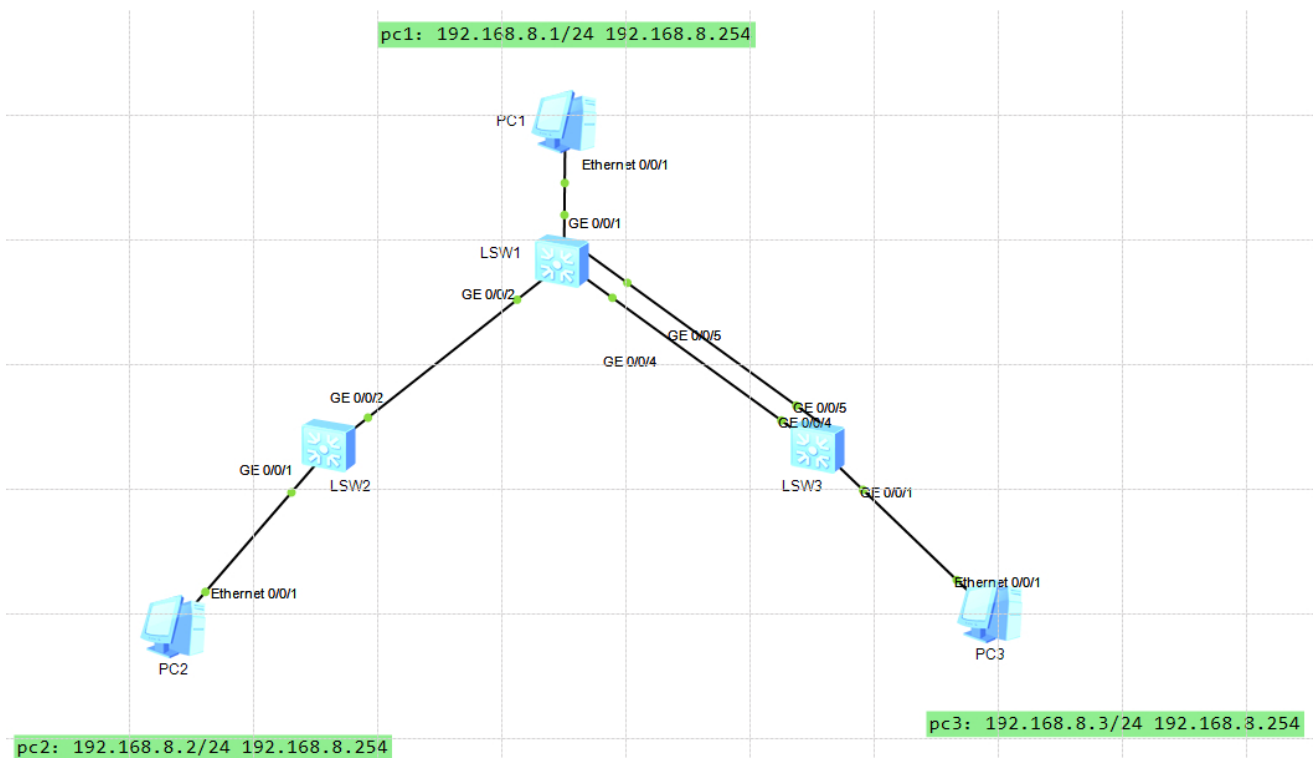 pc1: 192.168.8.1/24 192.168.8.254
PC1
Ethernet 0/0/1
GE 0/0/1
LSW1
GE 0/0/2
GE 0/0/5
GE 0/0/4
GE 0/0/2
GE 0/0/5
GE 0/0/4
GE 0/0/1
LSW2
LSW3
GE 0/0/1
Ethernet 0/0/1
Ethernet 0/0/1
PC2
PC3
pc3: 192.168.8.3/24 192.168.8.254
pc2: 192.168.8.2/24 192.168.8.254